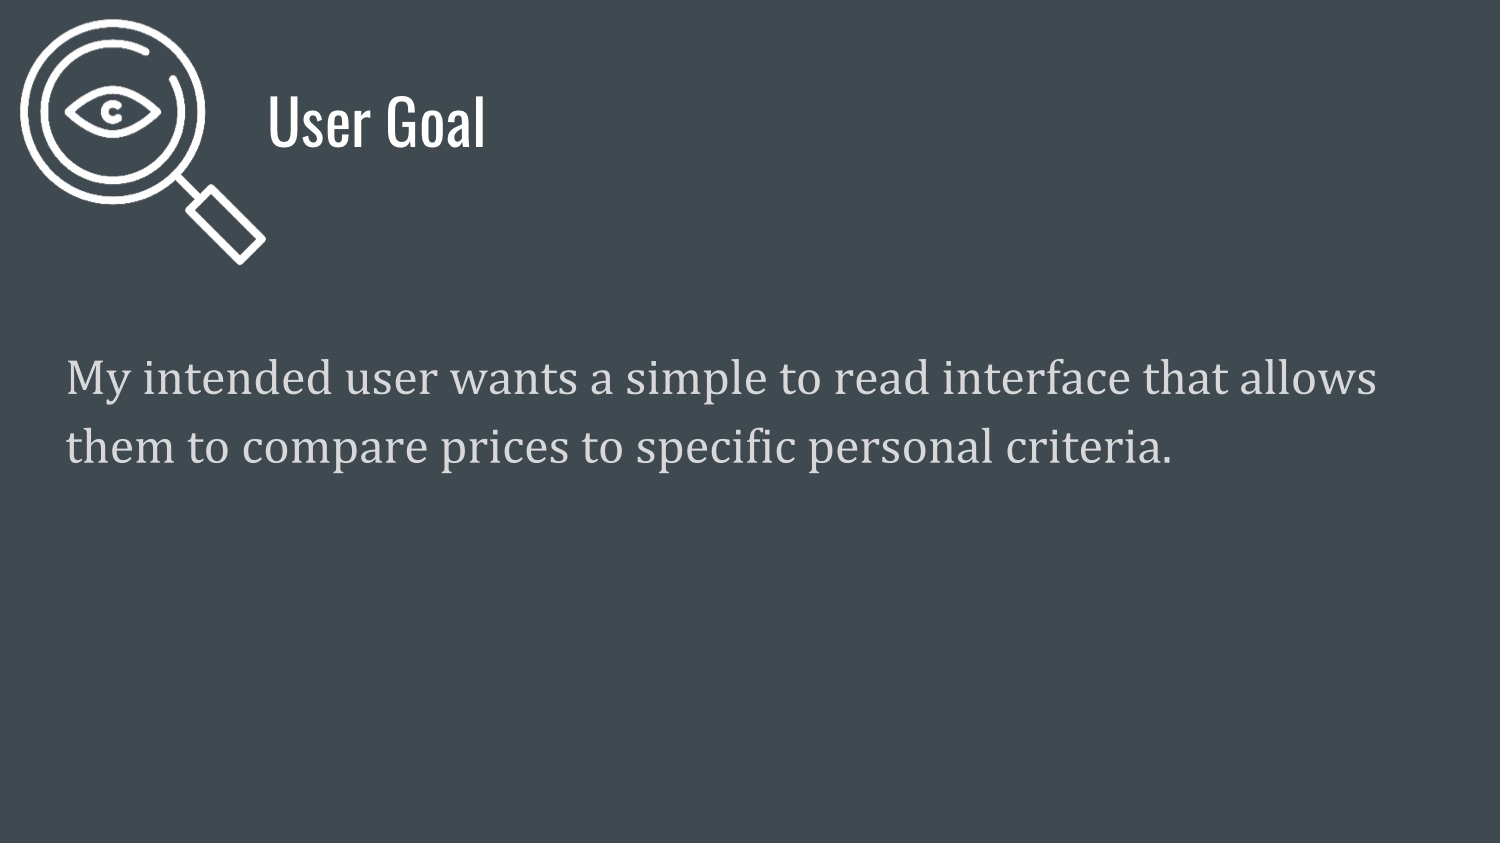 User Goal
My intended user wants a simple to read interface that allows
them to compare prices to specific personal criteria.